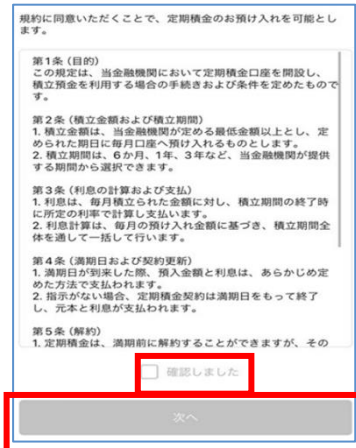 規約に同意いただくことで、定期積金のお預け入れを可能とし
ます。
第1条 (目的)
この規定は、当金融機関において定期積金口座を開設し、
積立預金を利用する場合の手続きおよび条件を定めたもので
す。
第2条 (積立金額および積立期間)
1. 積立金額は、当金融機関が定める最低金額以上とし、定
められた期日に毎月口座へ預け入れるものとします。
2. 積立期間は、6か月、1年、3年など、当金融機関が提供
する期間から選択できます。
第3条 (利息の計算および支払)
1. 利息は、毎月積立られた金額に対し、積立期間の終了時
に所定の利率で計算し支払います。
2. 利息計算は、毎月の預け入れ金額に基づき、積立期間全
体を通して一括して行います。
第4条 (満期日および契約更新)
1. 満期日が到来した際、預入金額と利息は、あらかじめ定
めた方法で支払われます。
2. 指示がない場合、定期積金契約は満期日をもって終了
し、元本と利息が支払われます。
第5条 (解約)
1. 定期積金は、満期前に解約することができますが、その
確認しました
次へ